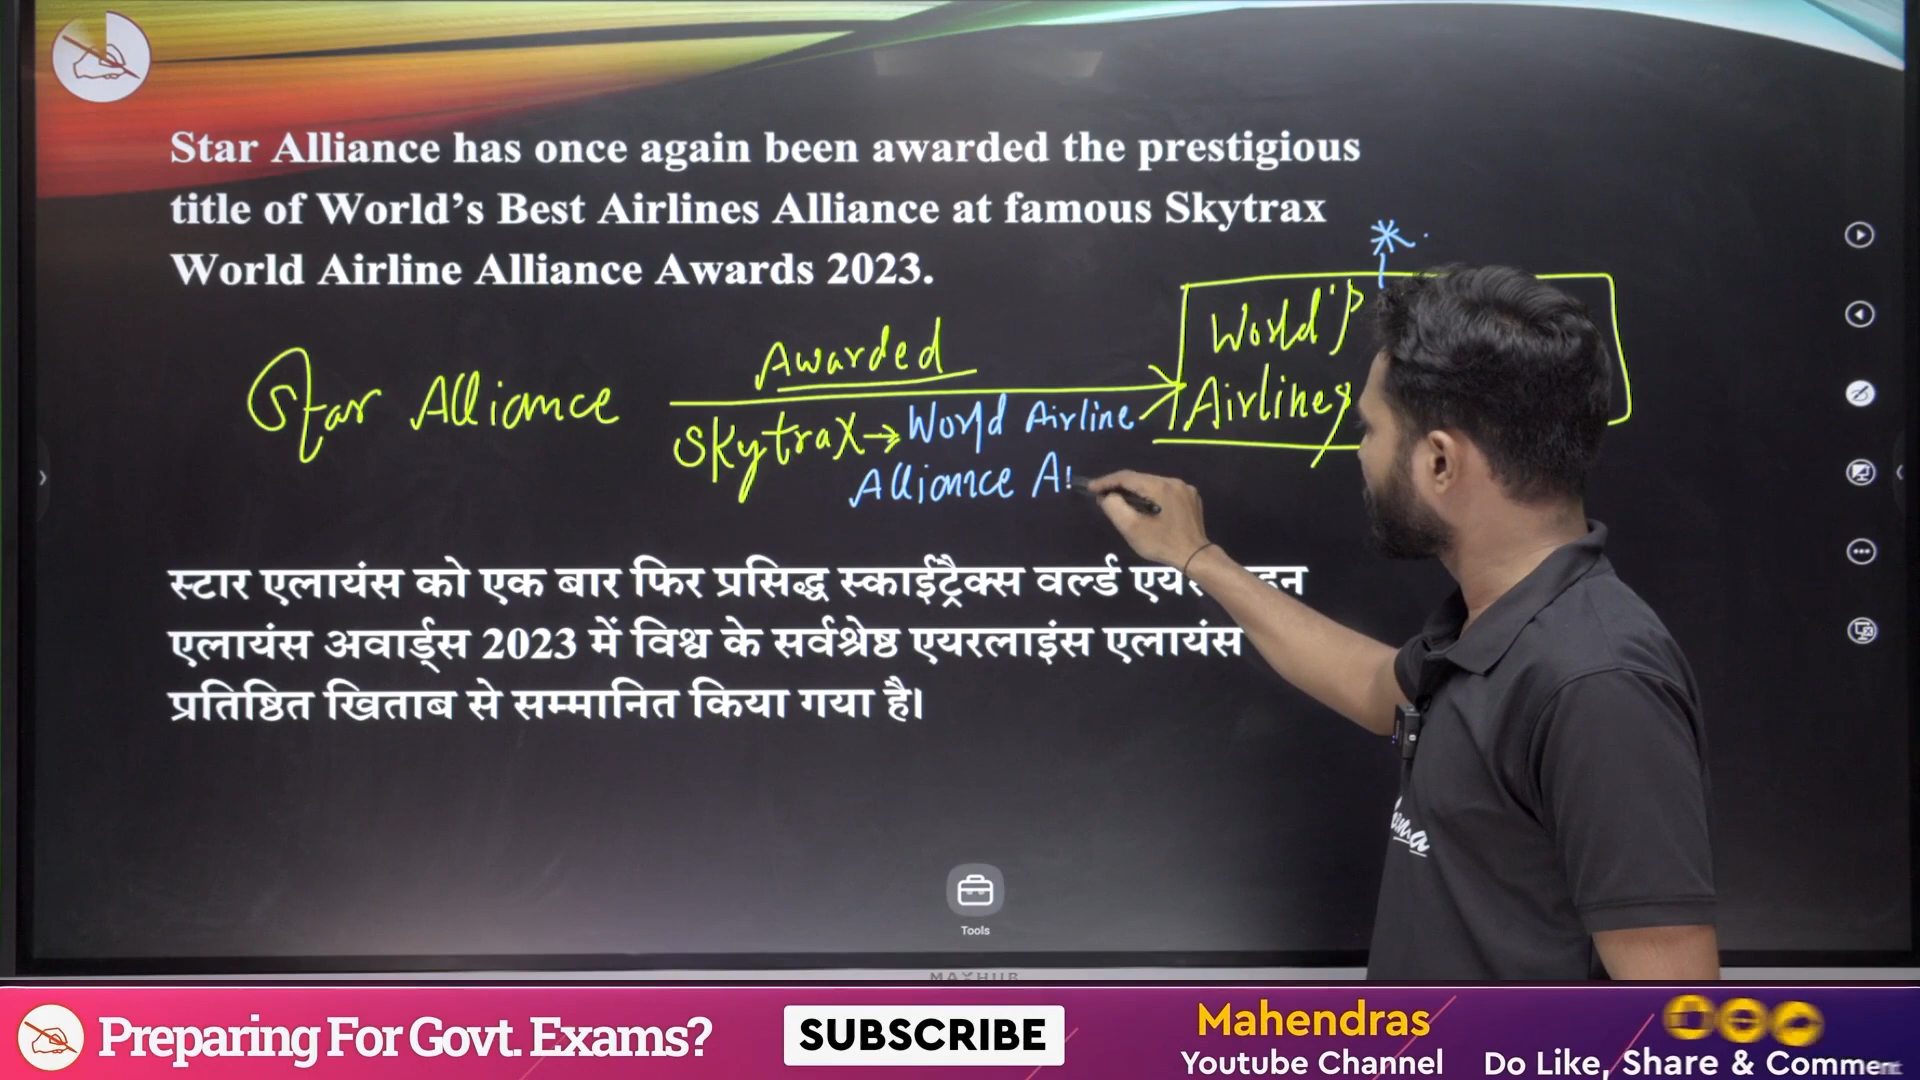 Star Alliance has once again been awarded the prestigious
title of World’s Best Airlines Alliance at famous Skytrax
World Airline Alliance Awards 2023.
Star Alliance
Awarded
Skytrax→ World Airline
Alliance A
World's
Airlines
स्टार एलायंस को एक बार फिर प्रसिद्ध स्काईट्रैक्स वर्ल्ड
एलायंस अवार्ड्स 2023 में विश्व के सर्वश्रेष्ठ एयरलाइंस एलायंस
प्रतिष्ठित खिताब से सम्मानित किया गया है।
Tools
MAXHUB
Preparing For Govt. Exams?
SUBSCRIBE
Mahendras
Youtube Channel
Do Like, Share & Comment